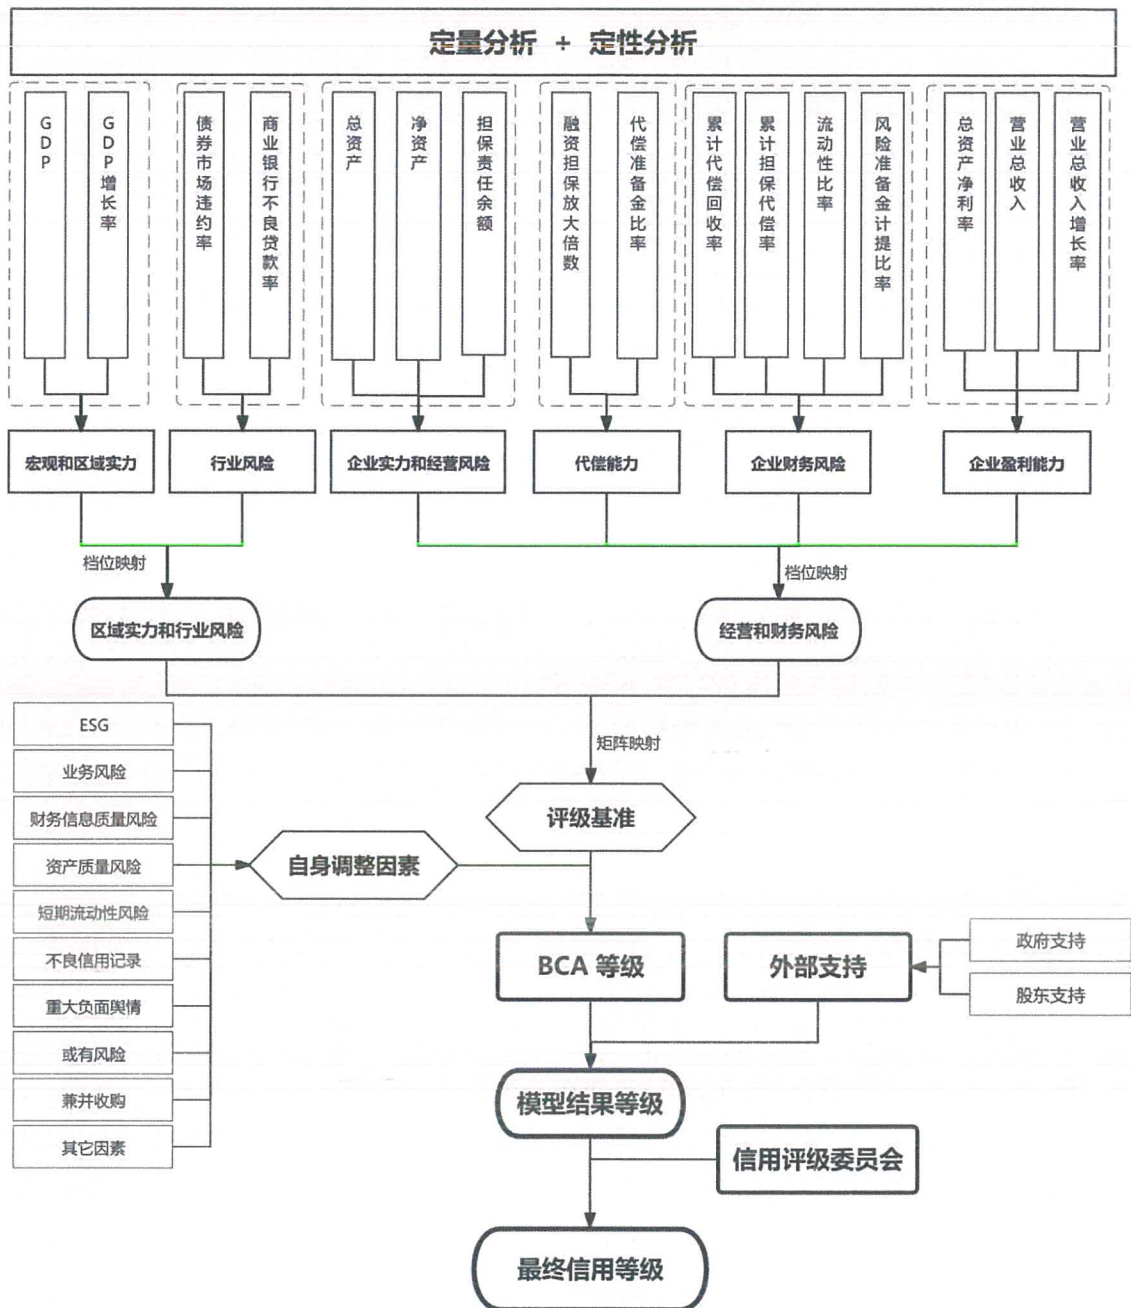 定量分析 + 定性分析
GDP
GDP增长率
债券市场违约率
商业银行不良贷款率
总资产
净资产
担保责任余额
融资担保放大倍数
代偿准备金比率
累计代偿回收率
累计担保代偿率
流动性比率
风险准备金计提比率
总资产净利率
营业总收入
营业总收入增长率
宏观和区域实力
行业风险
企业实力和经营风险
代偿能力
企业财务风险
企业盈利能力
档位映射
档位映射
区域实力和行业风险
经营和财务风险
矩阵映射
ESG
业务风险
财务信息质量风险
资产质量风险
短期流动性风险
不良信用记录
重大负面舆情
或有风险
兼并收购
其它因素
自身调整因素
评级基准
BCA 等级
外部支持
政府支持
股东支持
模型结果等级
信用评级委员会
最终信用等级